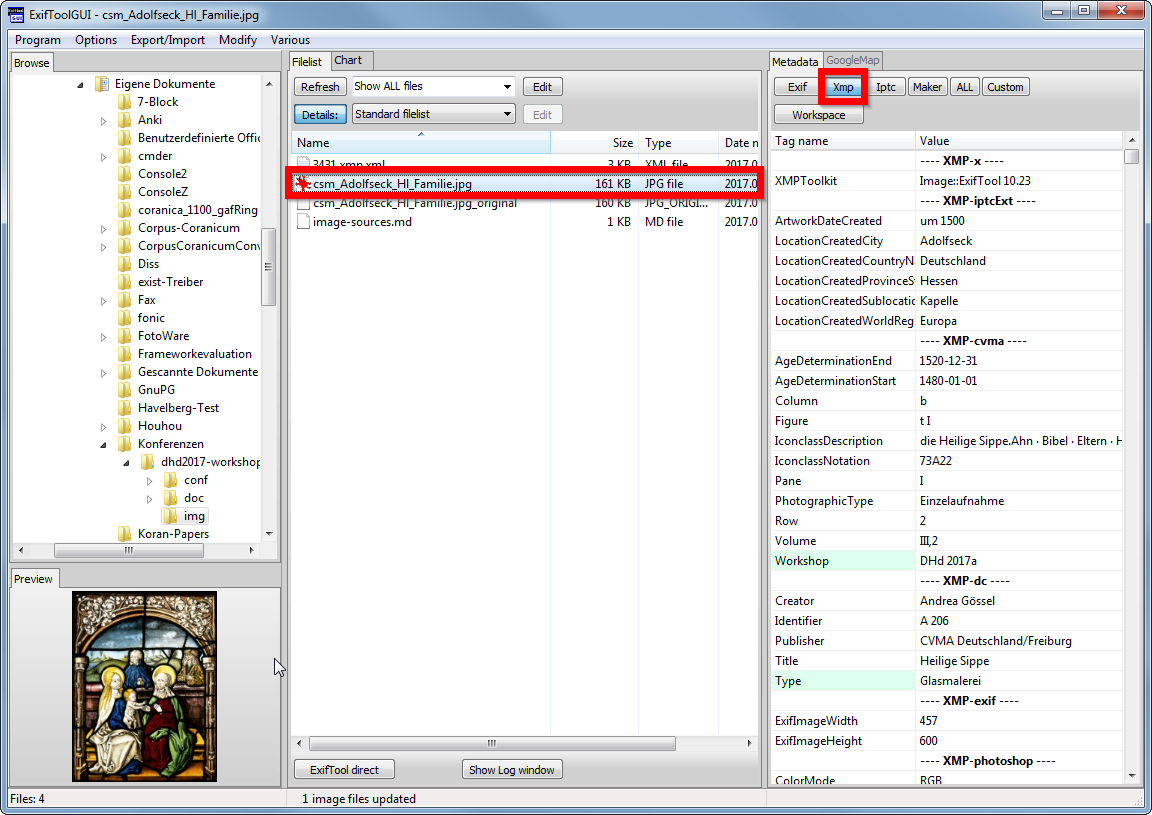 ExifToolGUI - csm_Adolfseck_Hl_Familie.jpg
Program Options Export/Import Modify Various
Browse
Eigene Dokumente
7-Block
Anki
Benutzerdefinierte Offic
cmder
Console2
ConsoleZ
coranica_1100_gafRing
Corpus-Coranicum
CorpusCoranicumConv
Diss
exist-Treiber
Fax
fonic
FotoWare
Frameworkevaluation
Gescannte Dokumente
GnuPG
Havelberg-Test
Houhou
Konferenzen
dhd2017-workshop
conf
doc
img
Koran-Papers
Preview
Files: 4
Filelist Chart
Refresh Show ALL files Edit
Details: Standard filelist Edit
Name Size Type Date n
3431.xmp.xml 3 KB XML file 2017.0
csm_Adolfseck_Hl_Familie.jpg 161 KB JPG file 2017.0
csm_Adolfseck_Hl_Familie.jpg_original 160 KB JPG_ORIGI... 2017.0
image-sources.md 1 KB MD file 2017.0
ExifTool direct Show Log window
1 image files updated
Metadata GoogleMap
Exif Xmp Iptc Maker ALL Custom
Workspace
Tag name Value
---- XMP-x ----
XMPToolkit Image::ExifTool 10.23
---- XMP-iptcExt ----
ArtworkDateCreated um 1500
LocationCreatedCity Adolfseck
LocationCreatedCountryN Deutschland
LocationCreatedProvinceS Hessen
LocationCreatedSublocatio Kapelle
LocationCreatedWorldReg Europa
---- XMP-cvma ----
AgeDeterminationEnd 1520-12-31
AgeDeterminationStart 1480-01-01
Column b
Figure t I
IconclassDescription die Heilige Sippe.Ahn · Bibel · Eltern · H
IconclassNotation 73A22
Pane I
PhotographicType Einzelaufnahme
Row 2
Volume III,2
Workshop DHd 2017a
---- XMP-dc ----
Creator Andrea Gössel
Identifier A 206
Publisher CVMA Deutschland/Freiburg
Title Heilige Sippe
Type Glasmalerei
---- XMP-exif ----
ExifImageWidth 457
ExifImageHeight 600
---- XMP-photoshop ----
ColorMode RGB